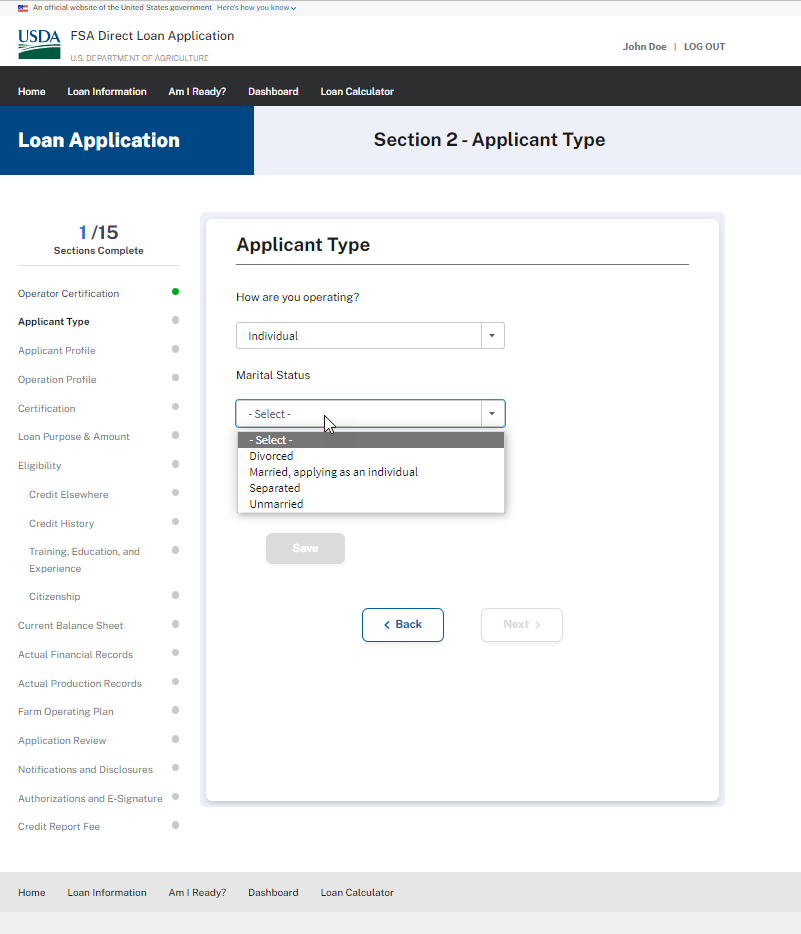 An official website of the United States government Here's how you know
USDA
FSA Direct Loan Application
U.S. DEPARTMENT OF AGRICULTURE
John Doe | LOG OUT
Home Loan Information Am I Ready? Dashboard Loan Calculator
Loan Application
Section 2 - Applicant Type
1 /15
Sections Complete
Operator Certification
Applicant Type
Applicant Profile
Operation Profile
Certification
Loan Purpose & Amount
Eligibility
Credit Elsewhere
Credit History
Training, Education, and
Experience
Citizenship
Current Balance Sheet
Actual Financial Records
Actual Production Records
Farm Operating Plan
Application Review
Notifications and Disclosures
Authorizations and E-Signature
Credit Report Fee
Applicant Type
How are you operating?
Individual
Marital Status
- Select -
- Select -
Divorced
Married, applying as an individual
Separated
Unmarried
Save
Back
Next
Home Loan Information Am I Ready? Dashboard Loan Calculator